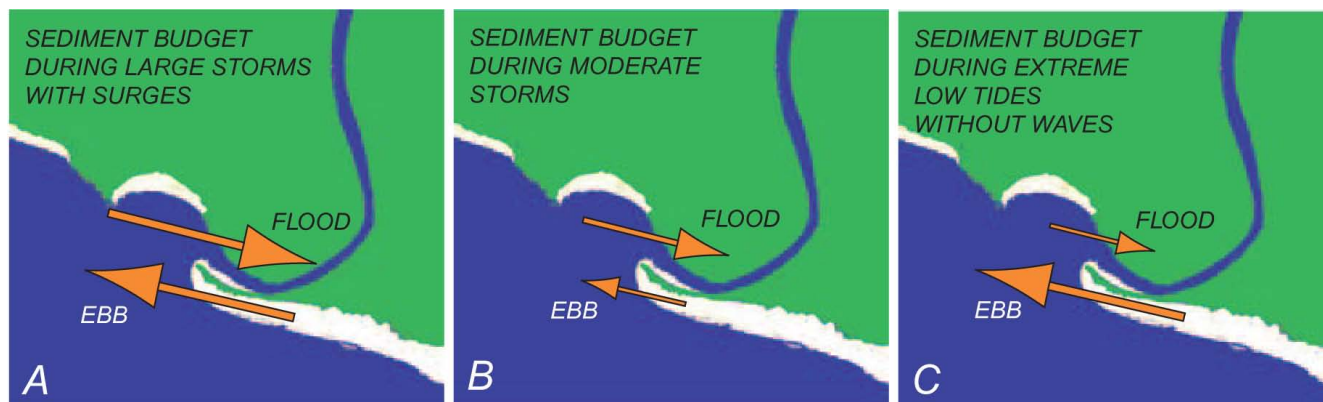 SEDIMENT BUDGET
DURING LARGE STORMS
WITH SURGES
FLOOD
EBB
A
SEDIMENT BUDGET
DURING MODERATE
STORMS
FLOOD
EBB
B
SEDIMENT BUDGET
DURING EXTREME
LOW TIDES
WITHOUT WAVES
FLOOD
EBB
C